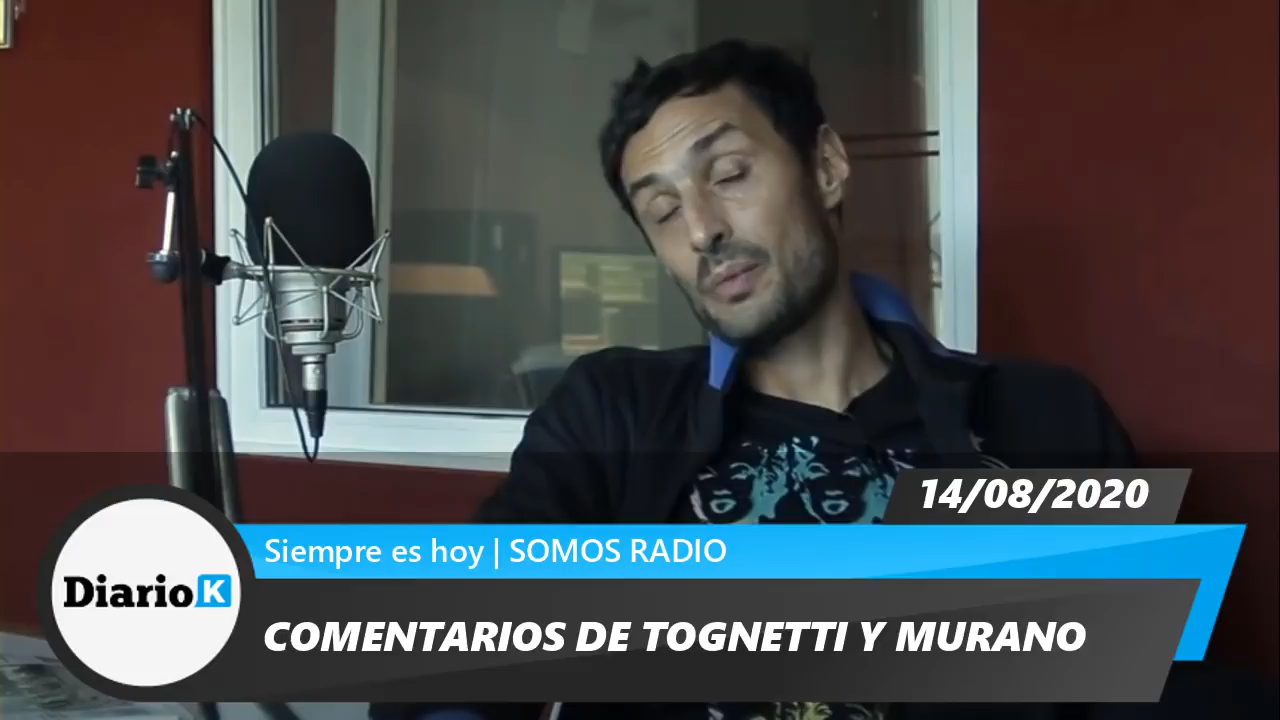 14/08/2020
Siempre es hoy | SOMOS RADIO
DiarioK
COMENTARIOS DE TOGNETTI Y MURANO